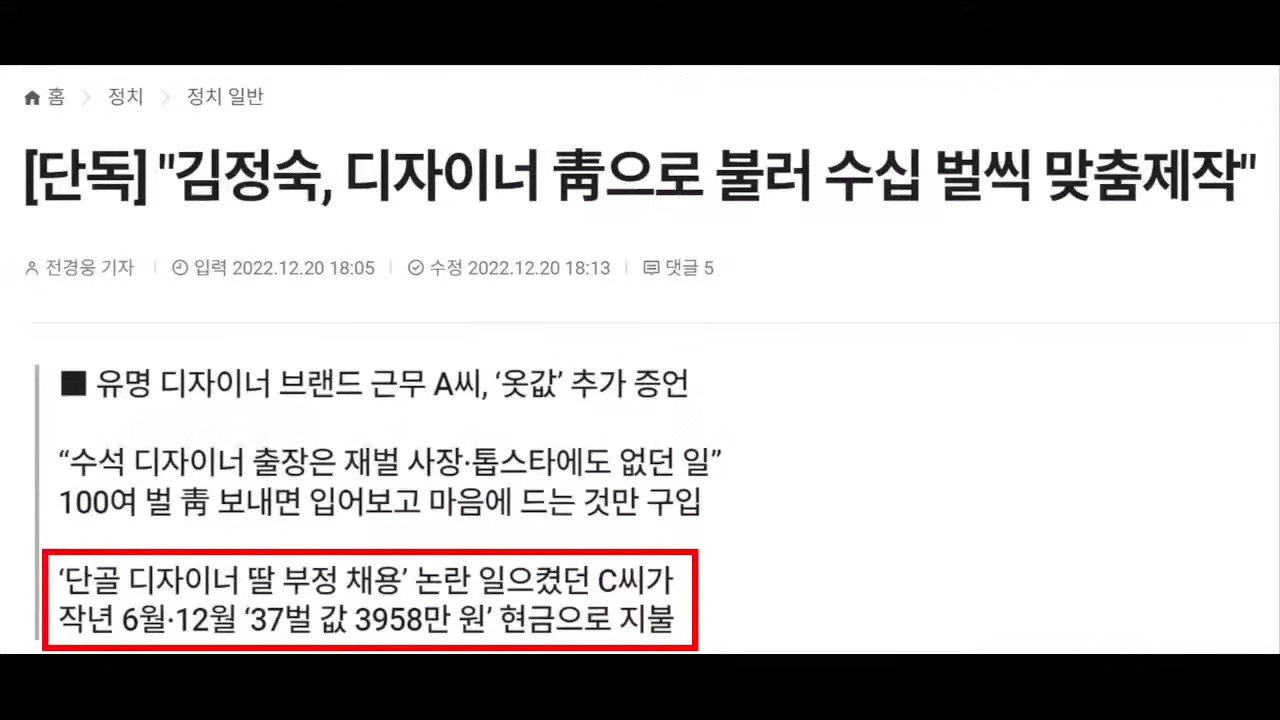 홈 > 정치 > 정치 일반
[단독] "김정숙, 디자이너 靑으로 불러 수십 벌씩 맞춤제작"
전경웅 기자 | 입력 2022.12.20 18:05 | 수정 2022.12.20 18:13 | 댓글 5
■ 유명 디자이너 브랜드 근무 A씨, ‘옷값’ 추가 증언
“수석 디자이너 출장은 재벌 사장·톱스타에도 없던 일”
100여 벌 靑 보내면 입어보고 마음에 드는 것만 구입
‘단골 디자이너 딸 부정 채용’ 논란 일으켰던 C씨가
작년 6월·12월 ‘37벌 값 3958만 원’ 현금으로 지불